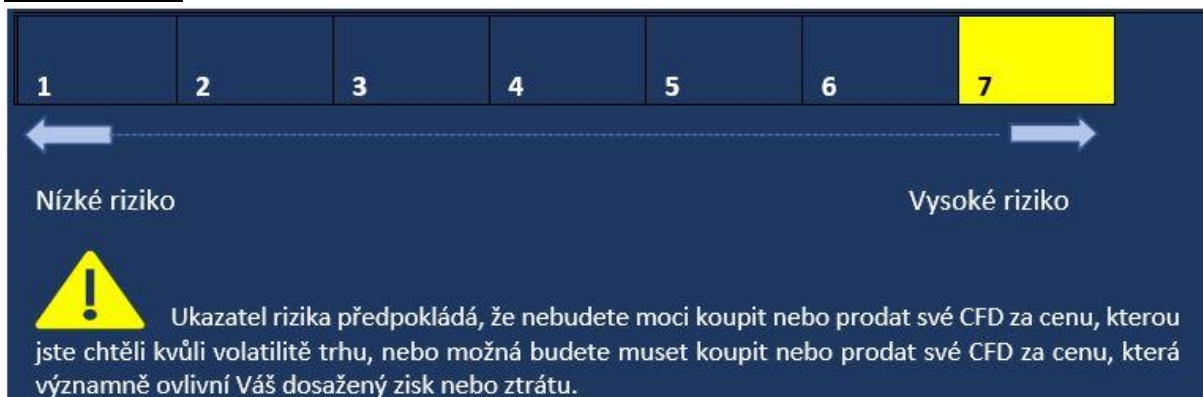 1 2 3 4 5 6 7
Nízké riziko Vysoké riziko
Ukazatel rizika předpokládá, že nebudete moci koupit nebo prodat své CFD za cenu, kterou
jste chtěli kvůli volatilitě trhu, nebo možná budete muset koupit nebo prodat své CFD za cenu, která
významně ovlivní Váš dosažený zisk nebo ztrátu.